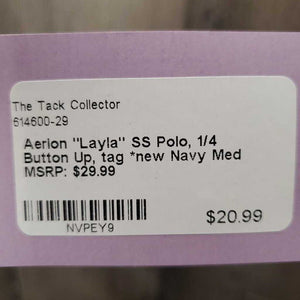 The Tack Collector
614600-29
Aerion "Layla" SS Polo, 1/4
Button Up, tag *new Navy Med
MSRP: $29.99
NVPEY9
$20.99